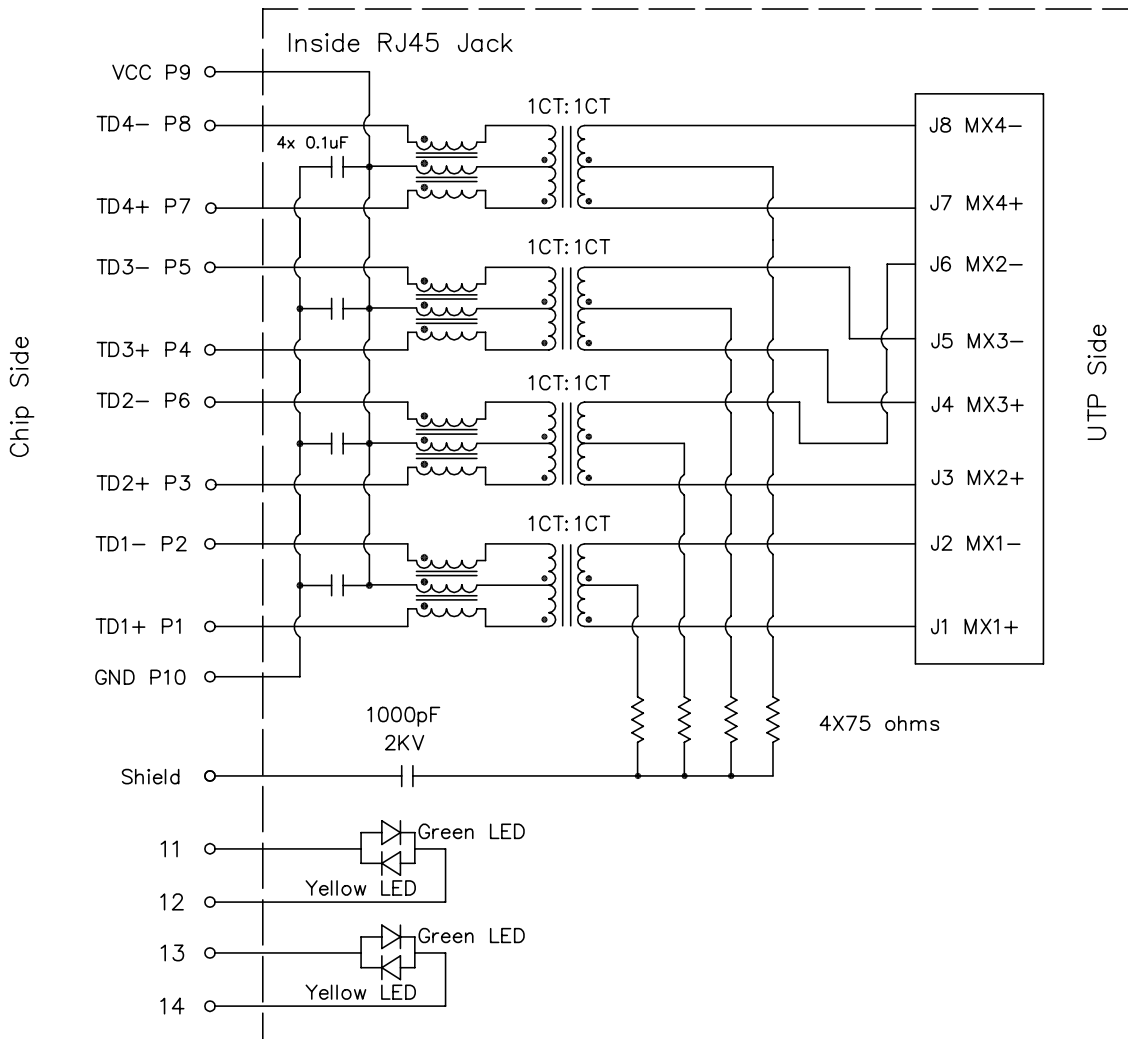 Inside RJ45 Jack
VCC P9
TD4- P8
4x 0.1uF
1CT:1CT
J8 MX4-
TD4+ P7
J7 MX4+
TD3- P5
1CT:1CT
J6 MX2-
TD3+ P4
J5 MX3-
Chip Side
UTP Side
TD2- P6
1CT:1CT
J4 MX3+
TD2+ P3
J3 MX2+
TD1- P2
1CT:1CT
J2 MX1-
TD1+ P1
J1 MX1+
GND P10
1000pF
2KV
4X75 ohms
Shield
11
Green LED
Yellow LED
12
13
Green LED
Yellow LED
14